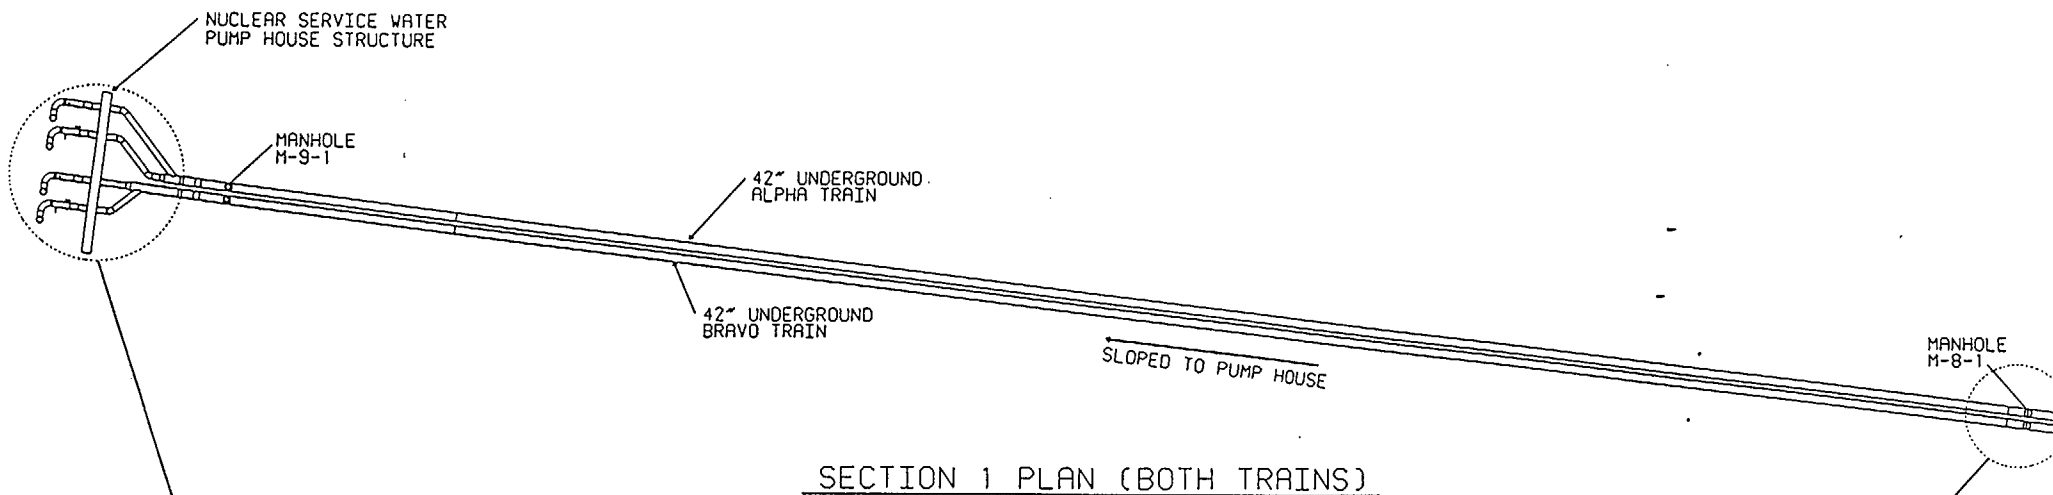 NUCLEAR SERVICE WATER
PUMP HOUSE STRUCTURE
MANHOLE
M-9-1
42" UNDERGROUND
ALPHA TRAIN
42" UNDERGROUND
BRAVO TRAIN
SLOPED TO PUMP HOUSE
MANHOLE
M-8-1
SECTION 1 PLAN (BOTH TRAINS)